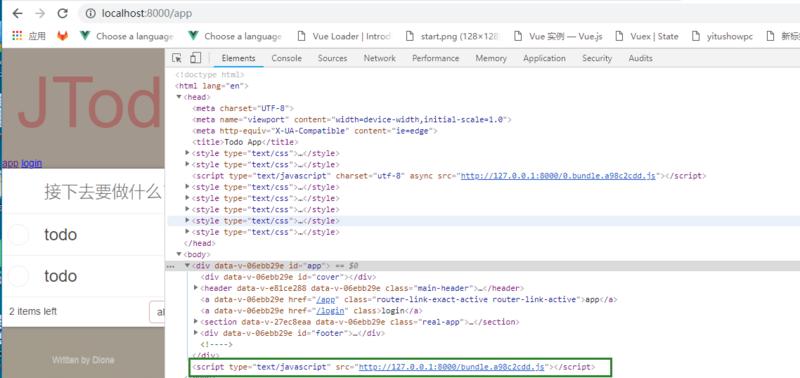 localhost:8000/app
应用 Choose a language Choose a language Vue Loader | Introd start.png (128×128) Vue 实例 — Vue.js Vuex | State yitushowpc 新标
Elements Console Sources Network Performance Memory Application Security Audits
<!doctype html>
<html lang="en">
<head>
<meta charset="UTF-8">
<meta name="viewport" content="width=device-width,initial-scale=1.0">
<meta http-equiv="X-UA-Compatible" content="ie=edge">
<title>Todo App</title>
<style type="text/css">…</style>
<style type="text/css">…</style>
<script type="text/javascript" charset="utf-8" async src="http://127.0.0.1:8000/0.bundle.a98c2cdd.js"></script>
<style type="text/css">…</style>
<style type="text/css">…</style>
<style type="text/css">…</style>
<style type="text/css">…</style>
</head>
<body>
<div data-v-06ebb29e id="app"> == $0
<div data-v-06ebb29e id="cover"></div>
<header data-v-e81ce288 data-v-06ebb29e class="main-header">…</header>
<a data-v-06ebb29e href="/app" class="router-link-exact-active router-link-active">app</a>
<a data-v-06ebb29e href="/login" class>login</a>
<section data-v-27ec8eaa data-v-06ebb29e class="real-app">…</section>
<div data-v-06ebb29e id="footer">…</div>
<!---->
</div>
<script type="text/javascript" src="http://127.0.0.1:8000/bundle.a98c2cdd.js"></script>
JTod
app login
接下去要做什么
todo
todo
2 items left al
Written by Dione